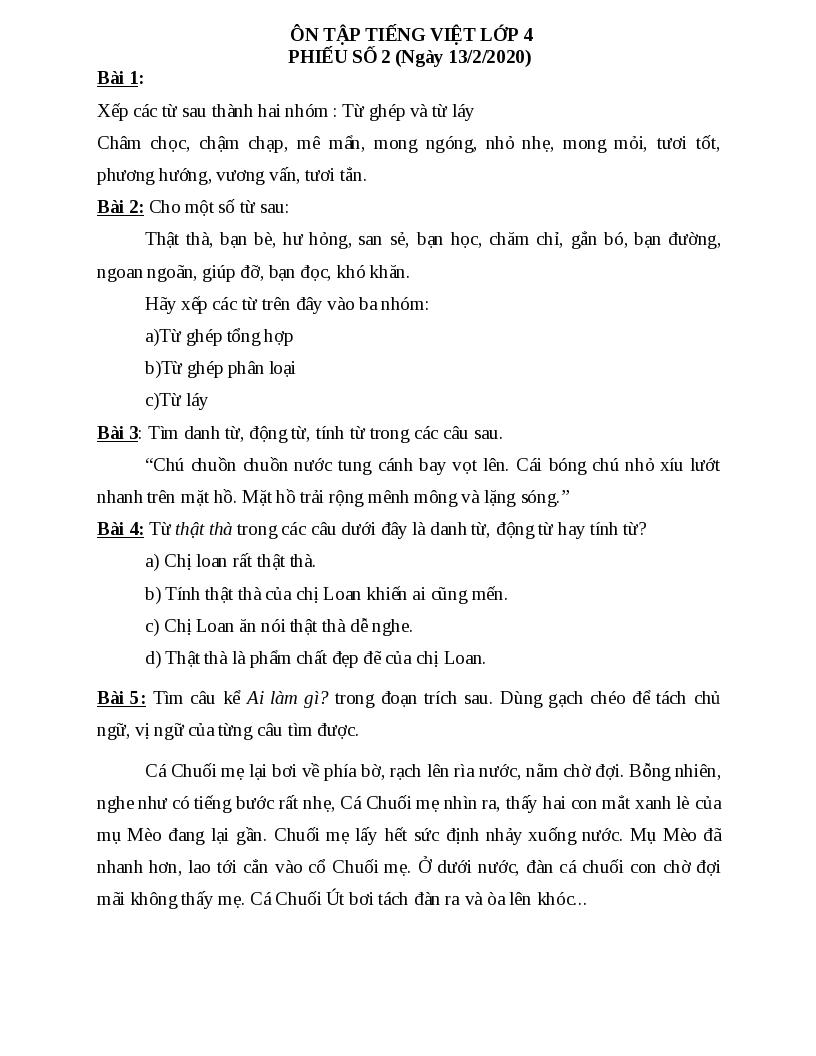 ÔN TẬP TIẾNG VIỆT LỚP 4
PHIẾU SỐ 2 (Ngày 13/2/2020)
Bài 1:
Xếp các từ sau thành hai nhóm : Từ ghép và từ láy
Châm chọc, chậm chạp, mê mẩn, mong ngóng, nhỏ nhẹ, mong mỏi, tươi tốt,
phương hướng, vương vấn, tươi tắn.
Bài 2: Cho một số từ sau:
Thật thà, bạn bè, hư hỏng, san sẻ, bạn học, chăm chỉ, gắn bó, bạn đường,
ngoan ngoãn, giúp đỡ, bạn đọc, khó khăn.
Hãy xếp các từ trên đây vào ba nhóm:
a)Từ ghép tổng hợp
b)Từ ghép phân loại
c)Từ láy
Bài 3: Tìm danh từ, động từ, tính từ trong các câu sau.
“Chú chuồn chuồn nước tung cánh bay vọt lên. Cái bóng chú nhỏ xíu lướt
nhanh trên mặt hồ. Mặt hồ trải rộng mênh mông và lặng sóng.”
Bài 4: Từ thật thà trong các câu dưới đây là danh từ, động từ hay tính từ?
a) Chị loan rất thật thà.
b) Tính thật thà của chị Loan khiến ai cũng mến.
c) Chị Loan ăn nói thật thà dễ nghe.
d) Thật thà là phẩm chất đẹp đẽ của chị Loan.
Bài 5: Tìm câu kể Ai làm gì? trong đoạn trích sau. Dùng gạch chéo để tách chủ
ngữ, vị ngữ của từng câu tìm được.
Cá Chuối mẹ lại bơi về phía bờ, rạch lên rìa nước, nằm chờ đợi. Bỗng nhiên,
nghe như có tiếng bước rất nhẹ, Cá Chuối mẹ nhìn ra, thấy hai con mắt xanh lè của
mụ Mèo đang lại gần. Chuối mẹ lấy hết sức định nhảy xuống nước. Mụ Mèo đã
nhanh hơn, lao tới cắn vào cổ Chuối mẹ. Ở dưới nước, đàn cá chuối con chờ đợi
mãi không thấy mẹ. Cá Chuối Út bơi tách đàn ra và òa lên khóc...